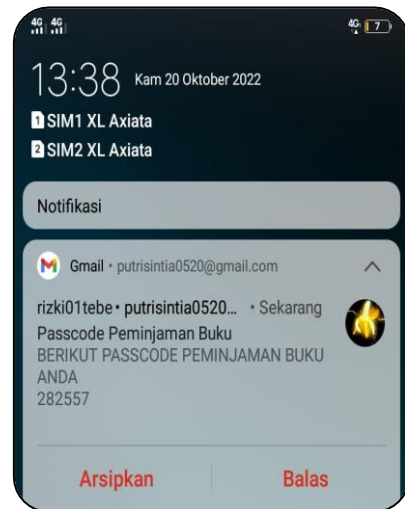 4G 4G 4G 7
13:38 Kam 20 Oktober 2022
1 SIM1 XL Axiata
2 SIM2 XL Axiata
Notifikasi
Gmail • putrisintia0520@gmail.com
rizki01tebe • putrisintia0520... • Sekarang
Passcode Peminjaman Buku
BERIKUT PASSCODE PEMINJAMAN BUKU
ANDA
282557
Arsipkan Balas